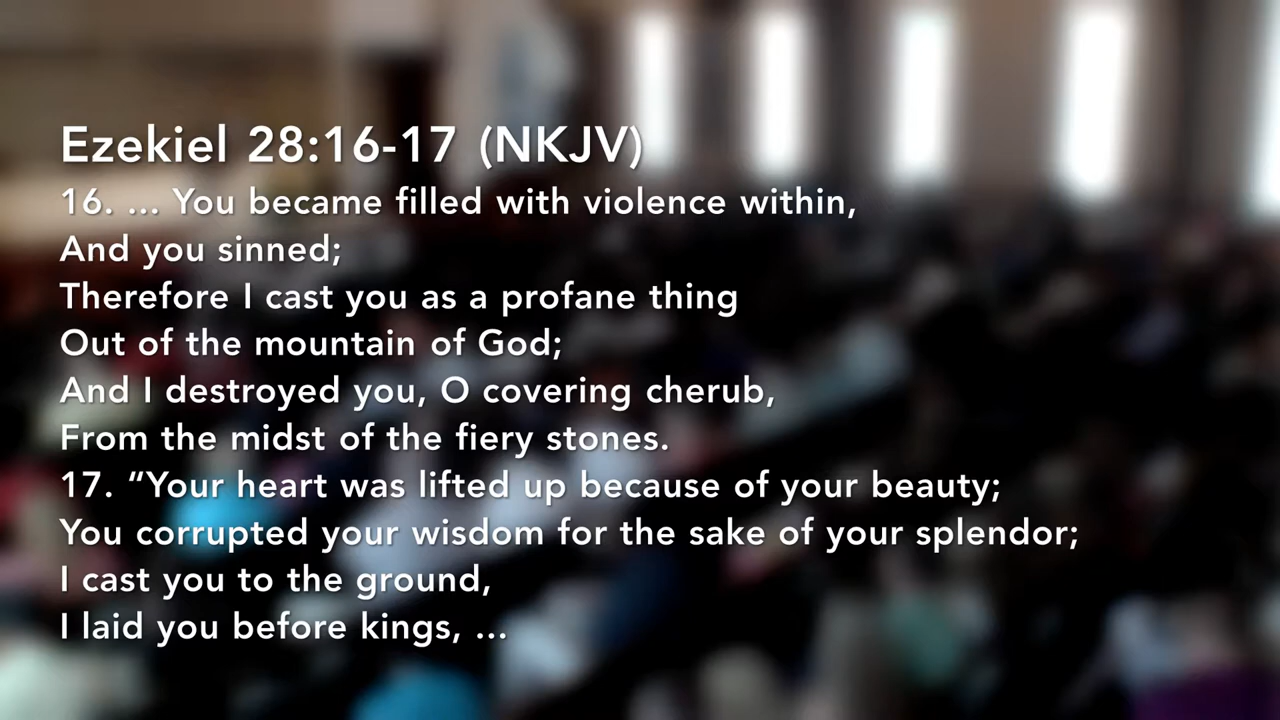 Ezekiel 28:16-17 (NKJV)
16. ... You became filled with violence within,
And you sinned;
Therefore I cast you as a profane thing
Out of the mountain of God;
And I destroyed you, O covering cherub,
From the midst of the fiery stones.
17. “Your heart was lifted up because of your beauty;
You corrupted your wisdom for the sake of your splendor;
I cast you to the ground,
I laid you before kings, ...